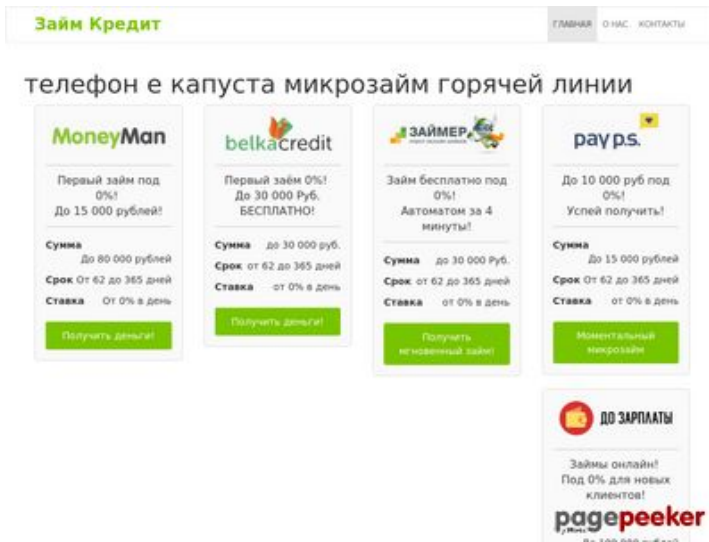 Займ Кредит
ГЛАВНАЯ О НАС КОНТАКТЫ
телефон е капуста микрозайм горячей линии
MoneyMan
Первый займ под
0%!
До 15 000 рублей!
Сумма
До 80 000 рублей
Срок От 62 до 365 дней
Ставка От 0% в день
Получить деньги!
belkacredit
Первый заём 0%!
До 30 000 Руб.
БЕСПЛАТНО!
Сумма до 30 000 руб.
Срок от 62 до 365 дней
Ставка от 0% в день
Получить деньги!
ЗАЙМЕР
Займ бесплатно под
0%!
Автоматом за 4
минуты!
Сумма до 30 000 Руб.
Срок от 62 до 365 дней
Ставка от 0% в день
Получить
мгновенный займ!
pay p.s.
До 10 000 руб под
0%!
Успей получить!
Сумма
До 15 000 рублей
Срок От 62 до 365 дней
Ставка От 0% в день
Моментальный
микрозайм
ДО ЗАРПЛАТЫ
Займы онлайн!
Под 0% для новых
клиентов!
pagepeeker
До 100 000 рублей